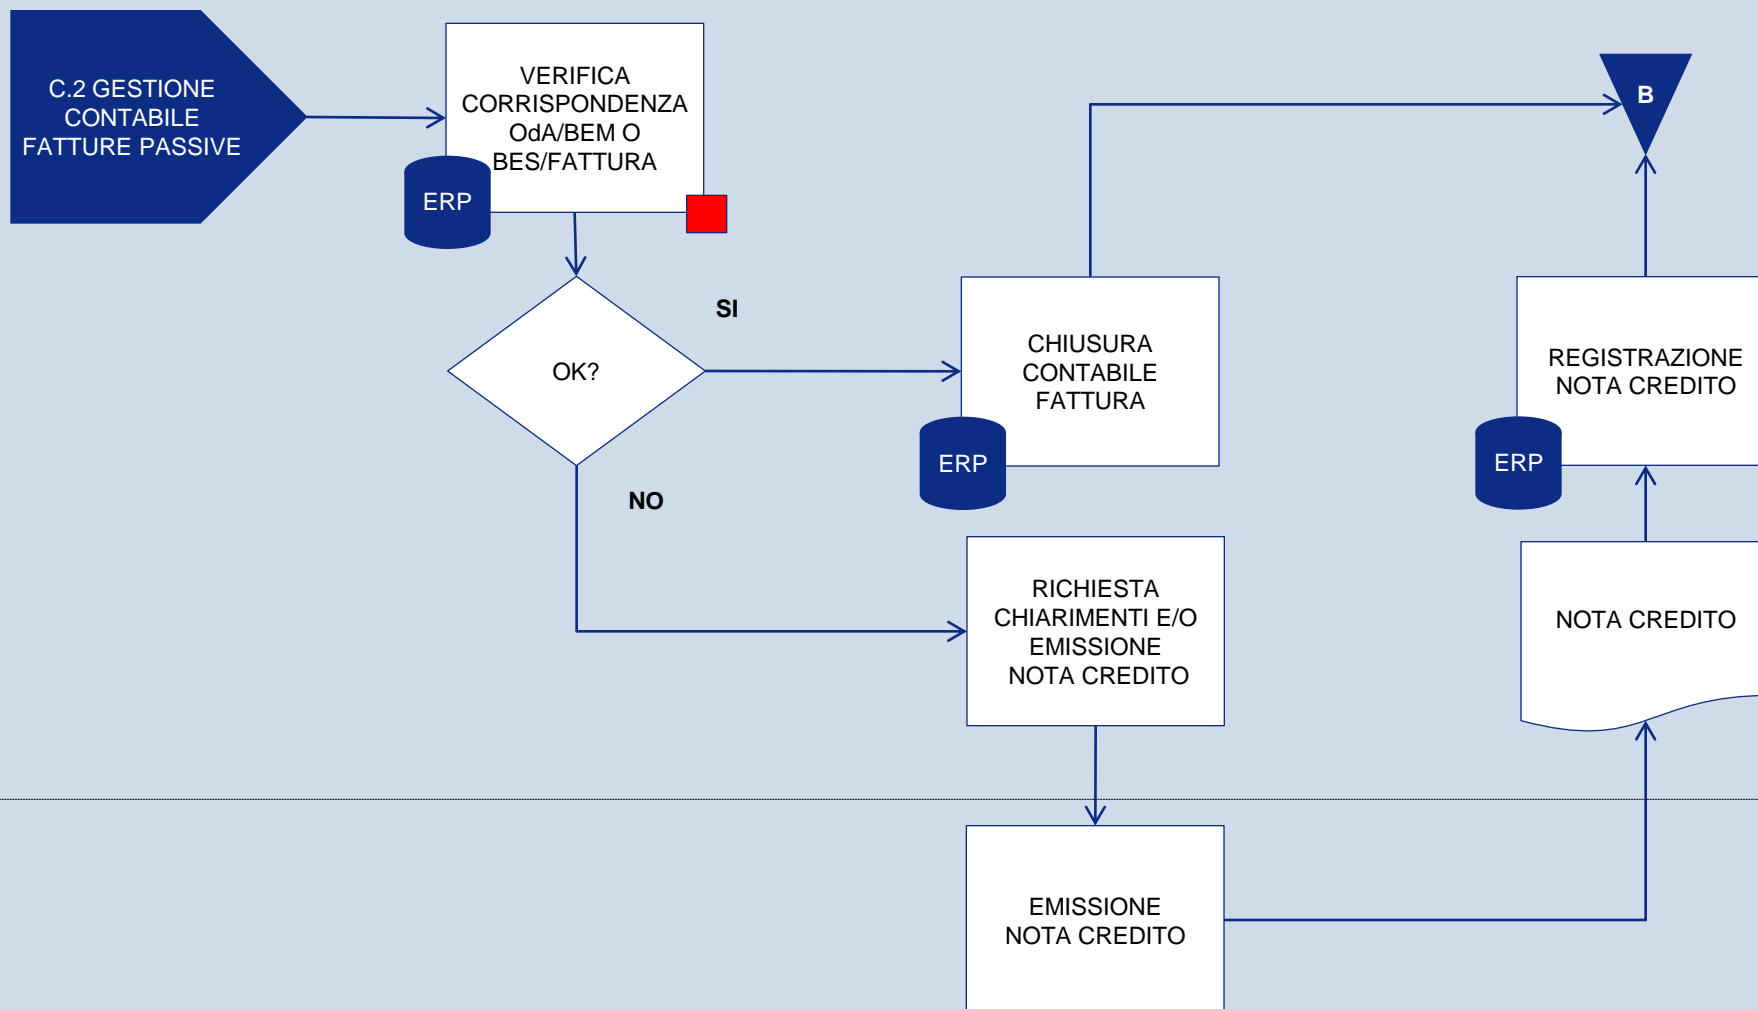 C.2 GESTIONE
CONTABILE
FATTURE PASSIVE
VERIFICA
CORRISPONDENZA
OdA/BEM O
BES/FATTURA
ERP
B
OK?
SI
NO
CHIUSURA
CONTABILE
FATTURA
ERP
REGISTRAZIONE
NOTA CREDITO
ERP
RICHIESTA
CHIARIMENTI E/O
EMISSIONE
NOTA CREDITO
NOTA CREDITO
EMISSIONE
NOTA CREDITO